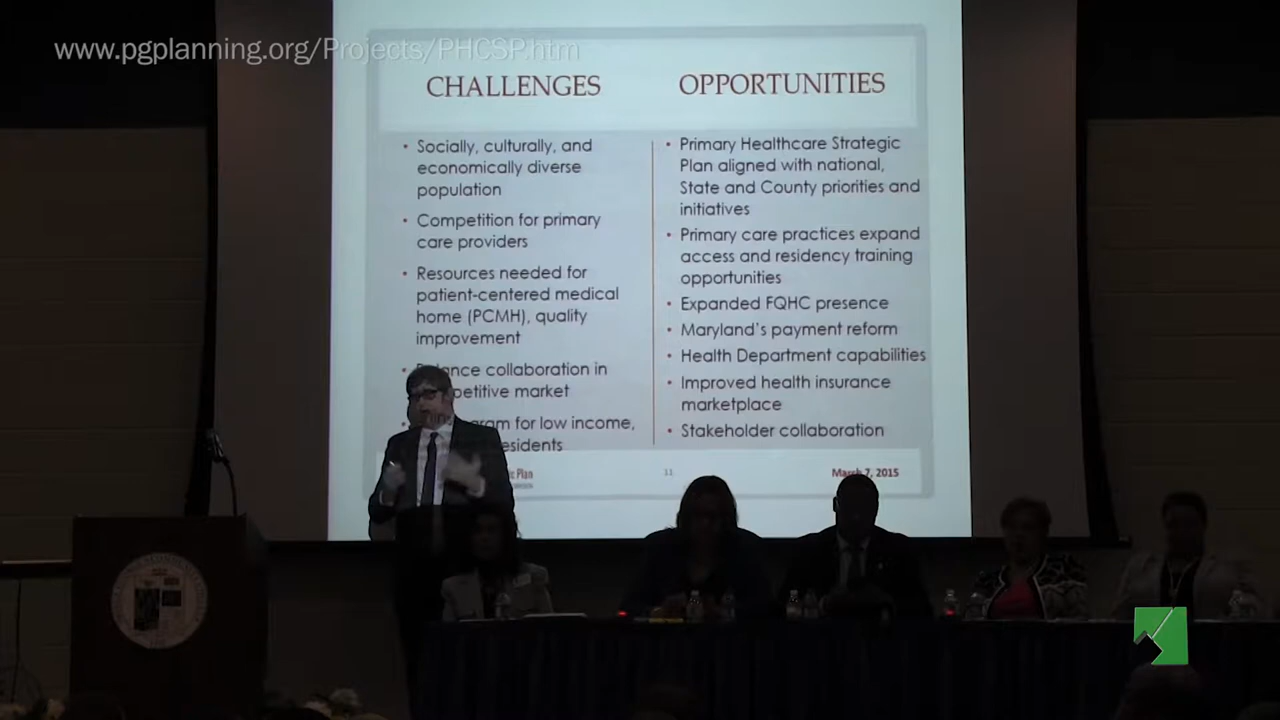 www.pgplanning.org/Projects/PHCSP.htm
CHALLENGES
• Socially, culturally, and
economically diverse
population
• Competition for primary
care providers
• Resources needed for
patient-centered medical
home (PCMH), quality
improvement
• collaboration in
market
• for low income,
OPPORTUNITIES
• Primary Healthcare Strategic
Plan aligned with national,
State and County priorities and
initiatives
• Primary care practices expand
access and residency training
opportunities
• Expanded FQHC presence
• Maryland's payment reform
• Health Department capabilities
• Improved health insurance
marketplace
• Stakeholder collaboration
Plan
11
March 7, 2015